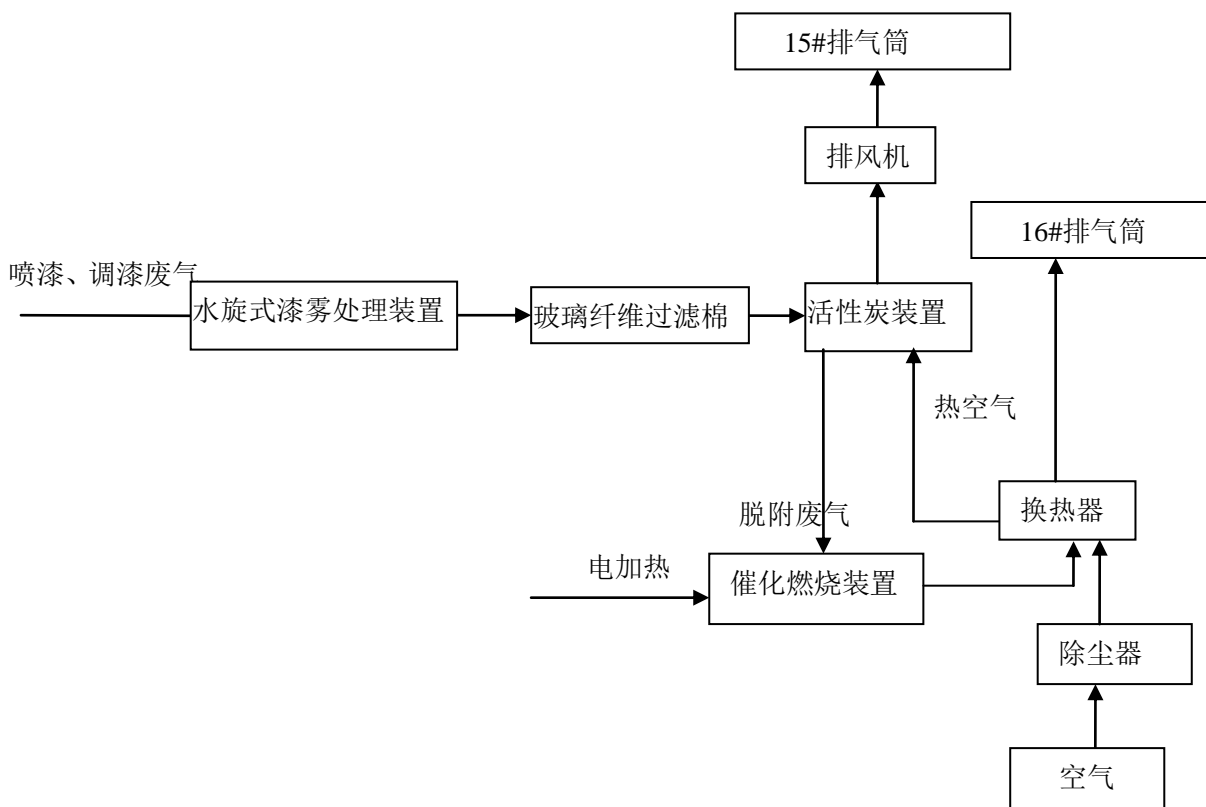 15#排气筒
排风机
16#排气筒
喷漆、调漆废气
水旋式漆雾处理装置
玻璃纤维过滤棉
活性炭装置
热空气
换热器
脱附废气
电加热
催化燃烧装置
除尘器
空气